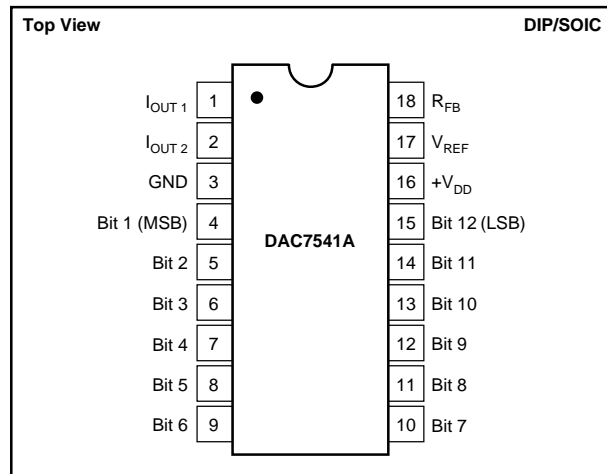 Top View DIP/SOIC
I_OUT 1 1 18 R_FB
I_OUT 2 2 17 V_REF
GND 3 16 +V_DD
Bit 1 (MSB) 4 15 Bit 12 (LSB)
DAC7541A
Bit 2 5 14 Bit 11
Bit 3 6 13 Bit 10
Bit 4 7 12 Bit 9
Bit 5 8 11 Bit 8
Bit 6 9 10 Bit 7